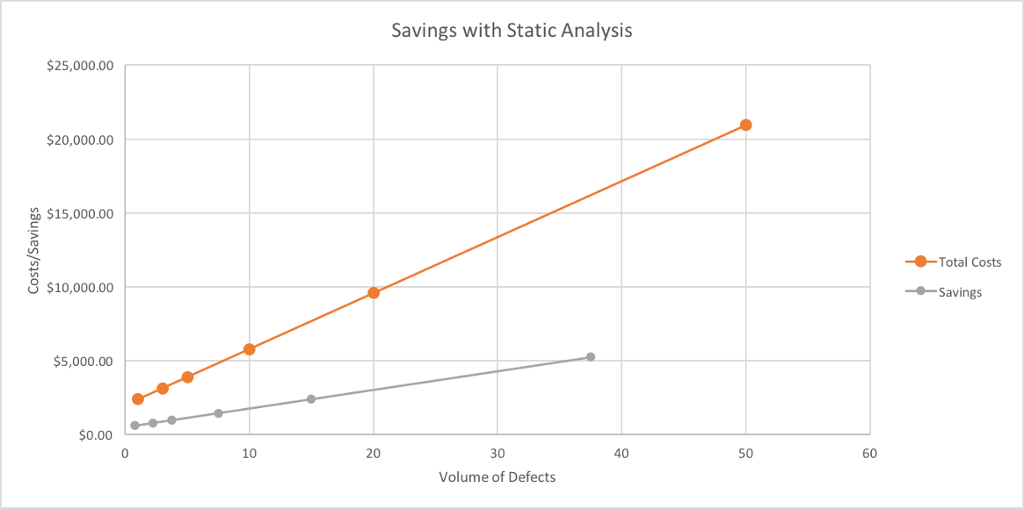 Savings with Static Analysis
$25,000.00
$20,000.00
$15,000.00
$10,000.00
$5,000.00
$0.00
Costs/Savings
0 10 20 30 40 50 60
Volume of Defects
Total Costs
Savings